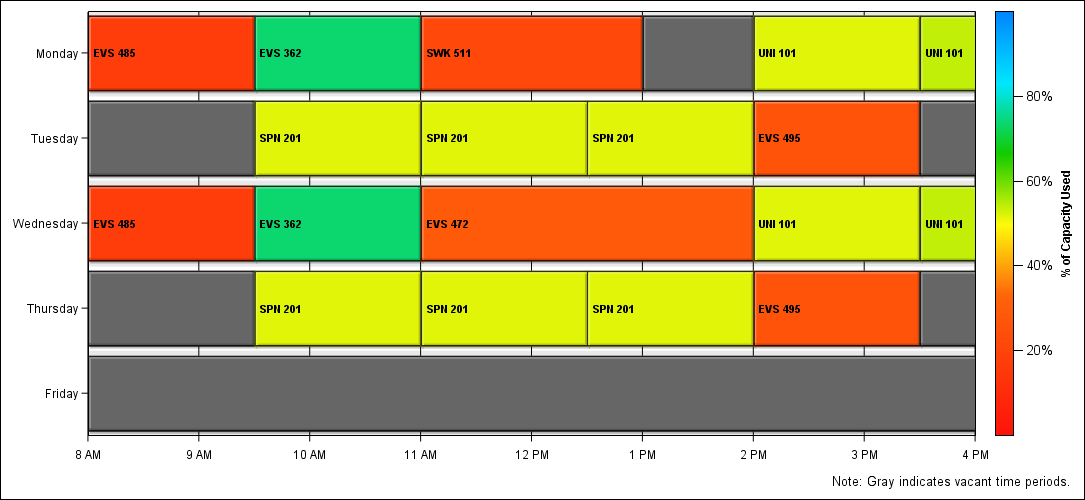 Monday EVS 485 EVS 362 SWK 511 UNI 101 UNI 101
80%
Tuesday SPN 201 SPN 201 SPN 201 EVS 495
60%
Wednesday EVS 485 EVS 362 EVS 472 UNI 101 UNI 101
% of Capacity Used
40%
Thursday SPN 201 SPN 201 SPN 201 EVS 495
20%
Friday
8 AM 9 AM 10 AM 11 AM 12 PM 1 PM 2 PM 3 PM 4 PM
Note: Gray indicates vacant time periods.